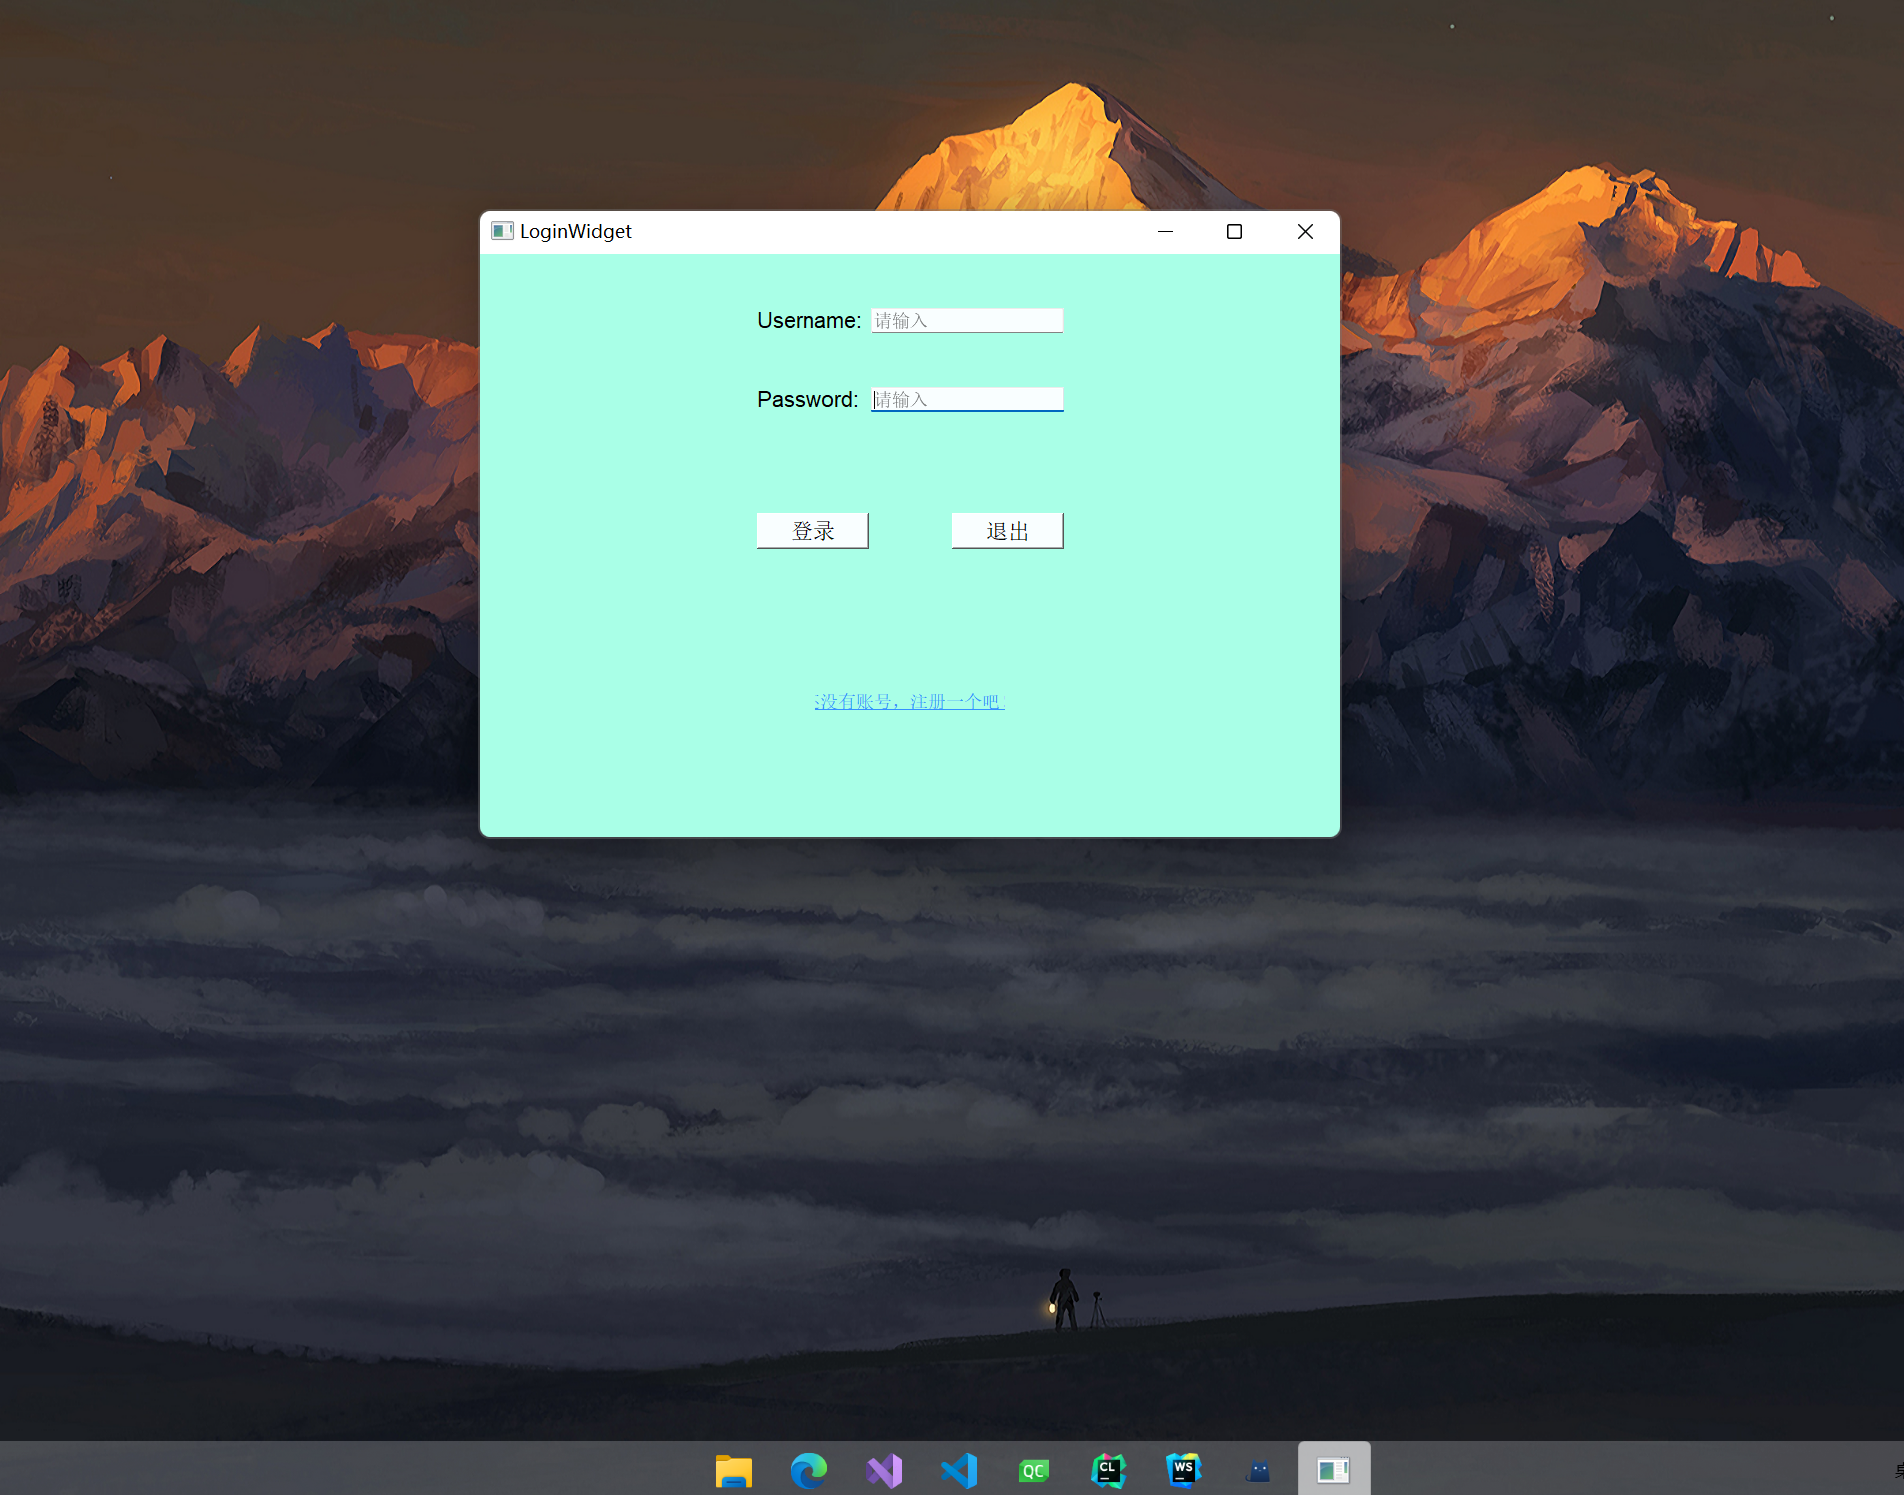 LoginWidget
Username: 请输入
Password: 请输入
登录 退出
没有账号，注册一个吧
QC
CL
WS